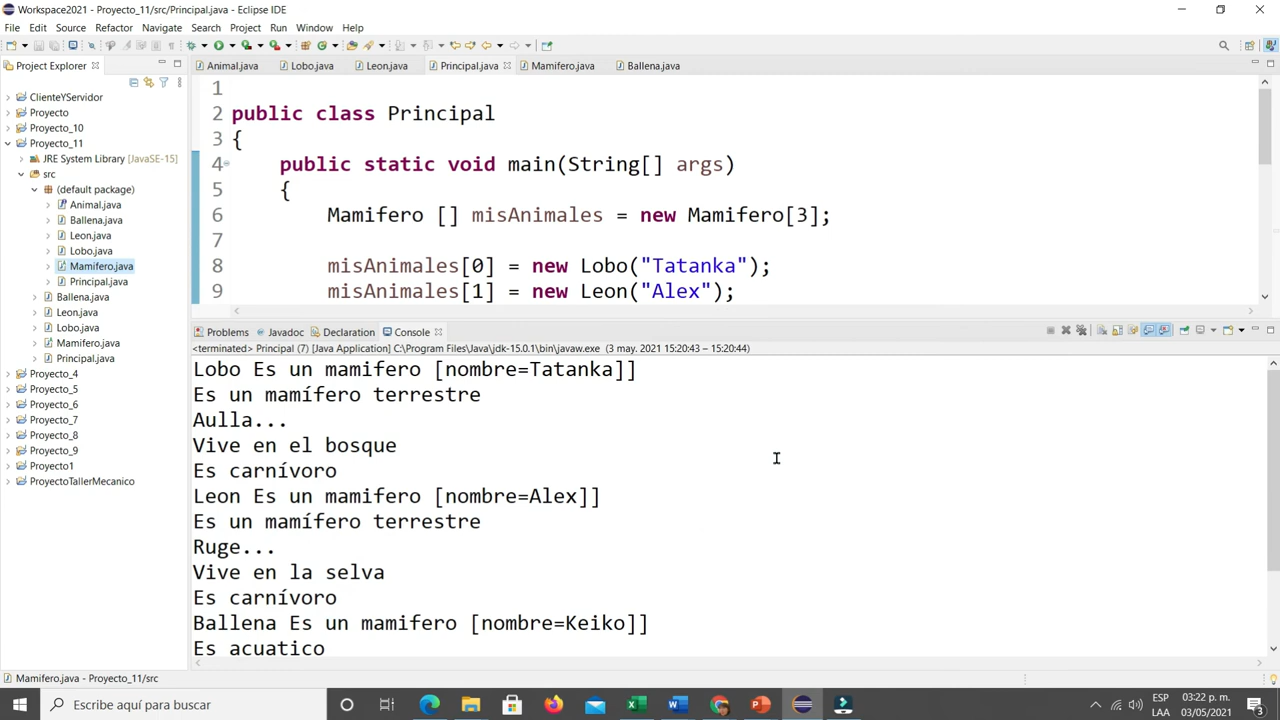 Workspace2021 - Proyecto_11/src/Principal.java - Eclipse IDE
File Edit Source Refactor Navigate Search Project Run Window Help
Project Explorer
ClienteYServidor
Proyecto
Proyecto_10
Proyecto_11
JRE System Library [JavaSE-15]
src
(default package)
Animal.java
Ballena.java
Leon.java
Lobo.java
Mamifero.java
Principal.java
Ballena.java
Leon.java
Lobo.java
Mamifero.java
Principal.java
Proyecto_4
Proyecto_5
Proyecto_6
Proyecto_7
Proyecto_8
Proyecto_9
Proyecto1
ProyectoTallerMecanico
Animal.java Lobo.java Leon.java Principal.java Mamifero.java Ballena.java
1
2 public class Principal
3 {
4 public static void main(String[] args)
5 {
6 Mamifero [] misAnimales = new Mamifero[3];
7
8 misAnimales[0] = new Lobo("Tatanka");
9 misAnimales[1] = new Leon("Alex");
Problems Javadoc Declaration Console
<terminated> Principal (7) [Java Application] C:\Program Files\Java\jdk-15.0.1\bin\javaw.exe (3 may. 2021 15:20:43 – 15:20:44)
Lobo Es un mamifero [nombre=Tatanka]]
Es un mamífero terrestre
Aulla...
Vive en el bosque
Es carnívoro
Leon Es un mamifero [nombre=Alex]]
Es un mamífero terrestre
Ruge...
Vive en la selva
Es carnívoro
Ballena Es un mamifero [nombre=Keiko]]
Es acuatico
Mamifero.java - Proyecto_11/src
Escribe aquí para buscar
ESP
LAA
03:22 p. m.
03/05/2021
3